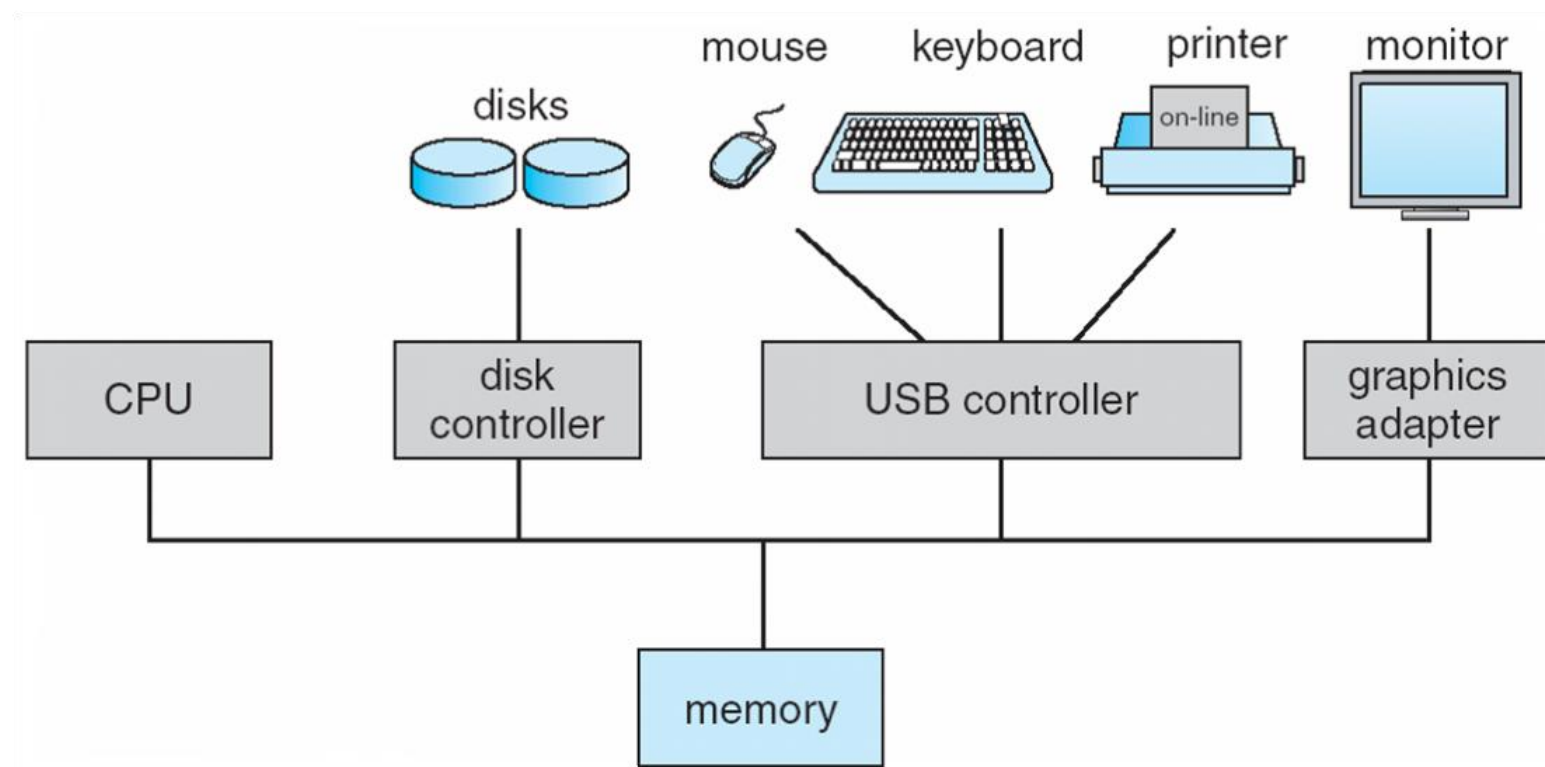 mouse
keyboard
printer
monitor
disks
on-line
CPU
disk
controller
USB controller
graphics
adapter
memory